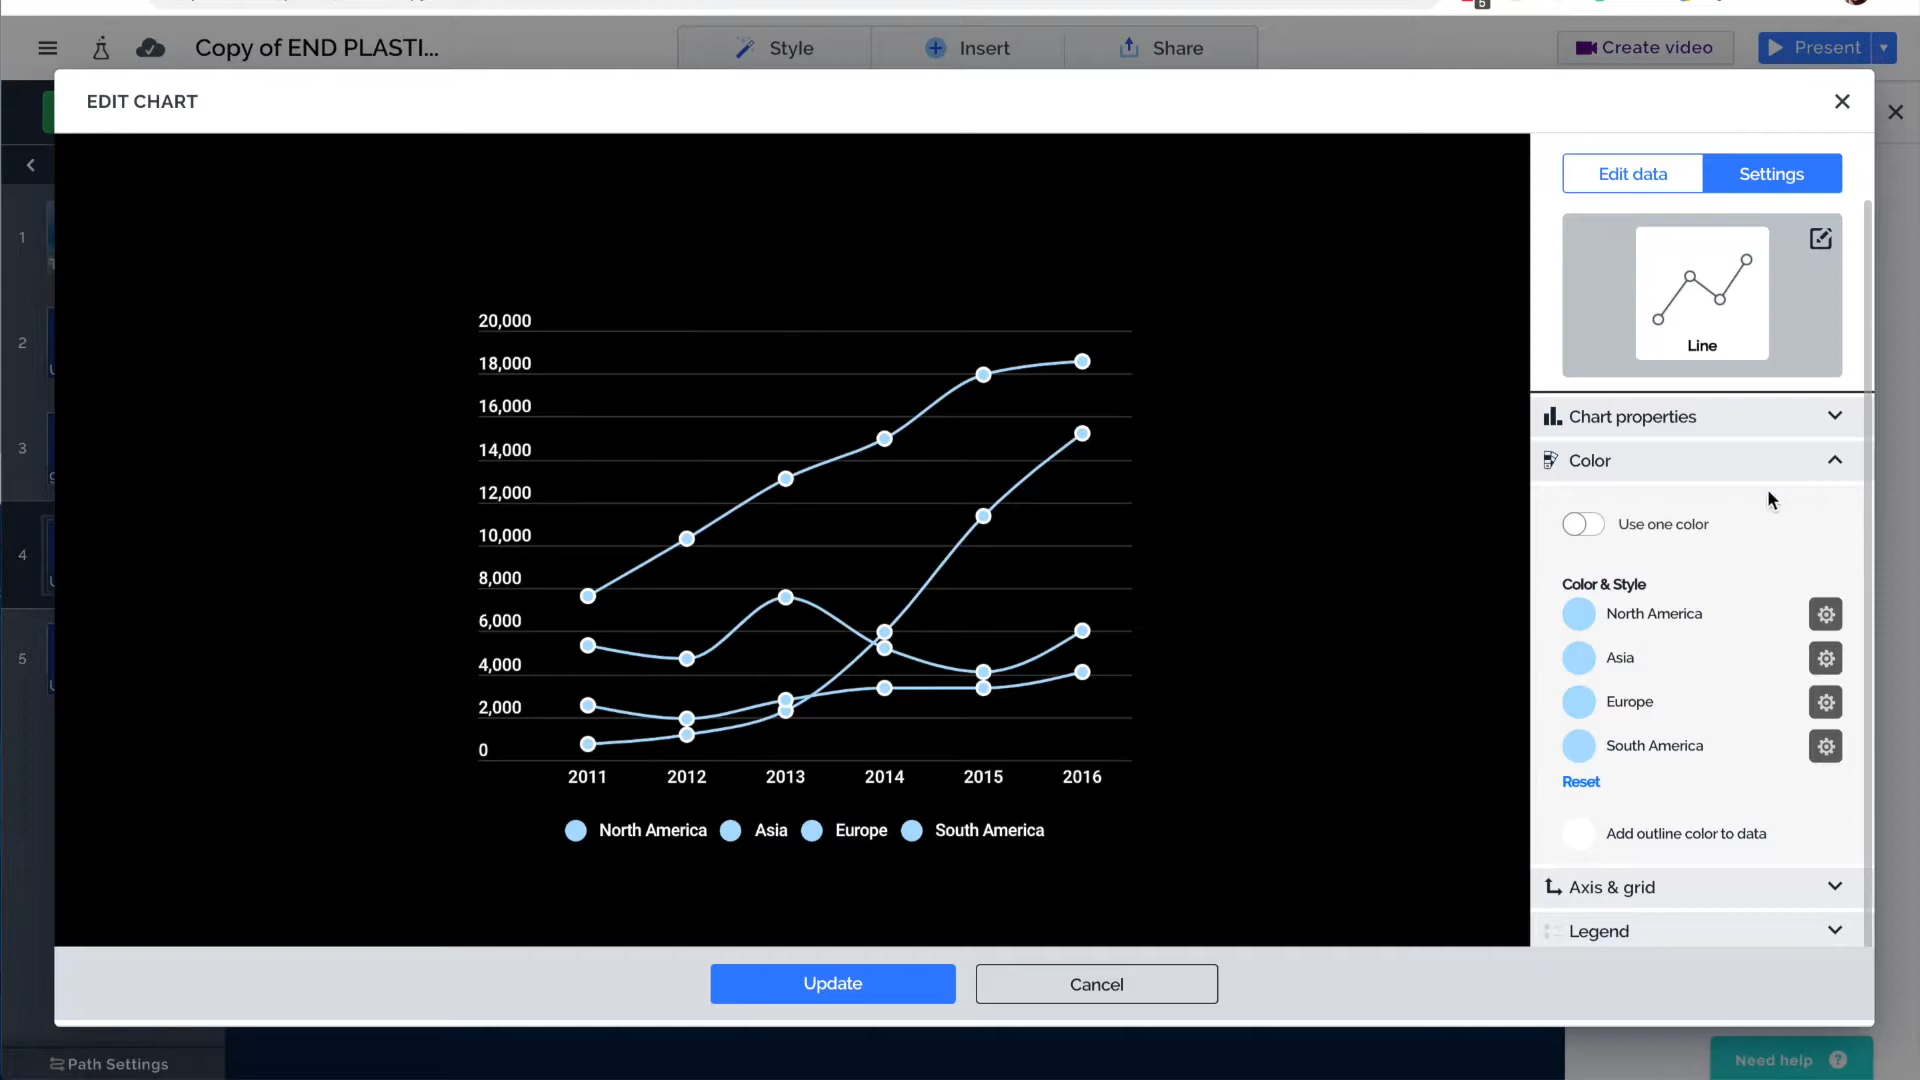 Copy of END PLASTI...
Style
Insert
Share
Create video
Present
EDIT CHART
Edit data
Settings
Line
Chart properties
Color
Use one color
Color & Style
North America
Asia
Europe
South America
Reset
Add outline color to data
Axis & grid
Legend
20,000
18,000
16,000
14,000
12,000
10,000
8,000
6,000
4,000
2,000
0
2011 2012 2013 2014 2015 2016
North America Asia Europe South America
1
2
3
4
5
Update
Cancel
Path Settings
Need help ?